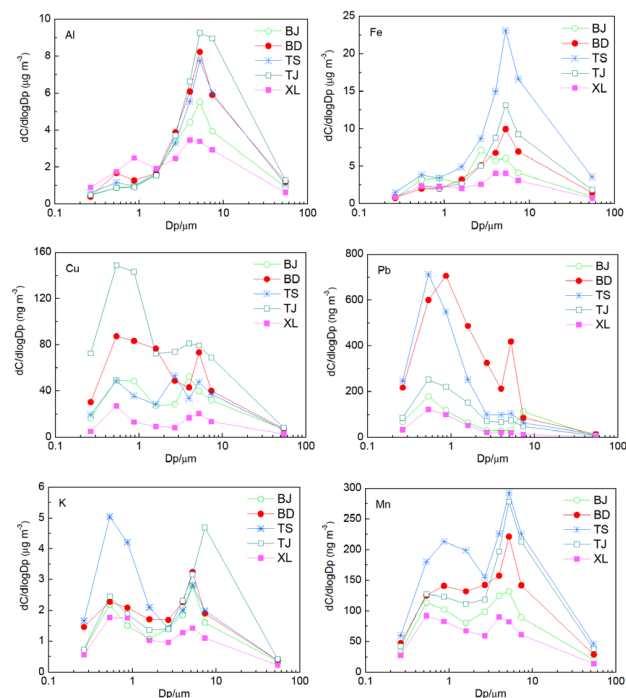 Al
BJ
BD
TS
TJ
XL
dC/dlogDp (μg m⁻³)
10
8
6
4
2
0
0.1
1
10
100
Dp/μm
Fe
BJ
BD
TS
TJ
XL
dC/dlogDp (μg m⁻³)
25
20
15
10
5
0
0.1
1
10
100
Dp/μm
Cu
BJ
BD
TS
TJ
XL
dC/dlogDp (ng m⁻³)
160
120
80
40
0
0.1
1
10
100
Dp/μm
Pb
BJ
BD
TS
TJ
XL
dC/dlogDp (ng m⁻³)
800
600
400
200
0
0.1
1
10
100
Dp/μm
K
BJ
BD
TS
TJ
XL
dC/dlogDp (μg m⁻³)
6
5
4
3
2
1
0
0.1
1
10
100
Dp/μm
Mn
BJ
BD
TS
TJ
XL
dC/dlogDp (ng m⁻³)
300
250
200
150
100
50
0
0.1
1
10
100
Dp/μm